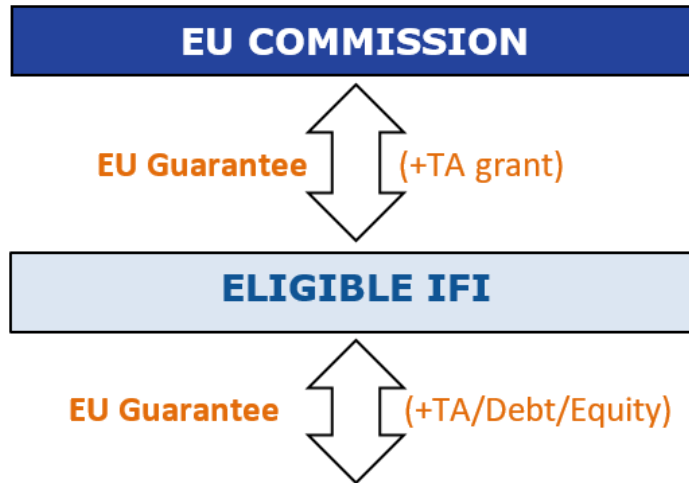 EU COMMISSION
EU Guarantee (+TA grant)
ELIGIBLE IFI
EU Guarantee (+TA/Debt/Equity)